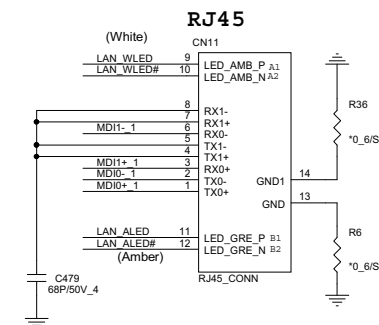 RJ45
(White)
CN11
LAN_WLED 9 LED_AMB_P A1
LAN_WLED# 10 LED_AMB_N A2
8 RX1-
7 RX1+
MDI1-_1 6 RX0-
5 TX1-
4 TX1+
MDI1+_1 3 RX0+
MDI0-_1 2 TX0-
MDI0+_1 1 TX0+
GND1 14
GND 13
R36
*0_6/S
LAN_ALED 11 LED_GRE_P B1
LAN_ALED# 12 LED_GRE_N B2
(Amber)
RJ45_CONN
R6
*0_6/S
C479
68P/50V_4